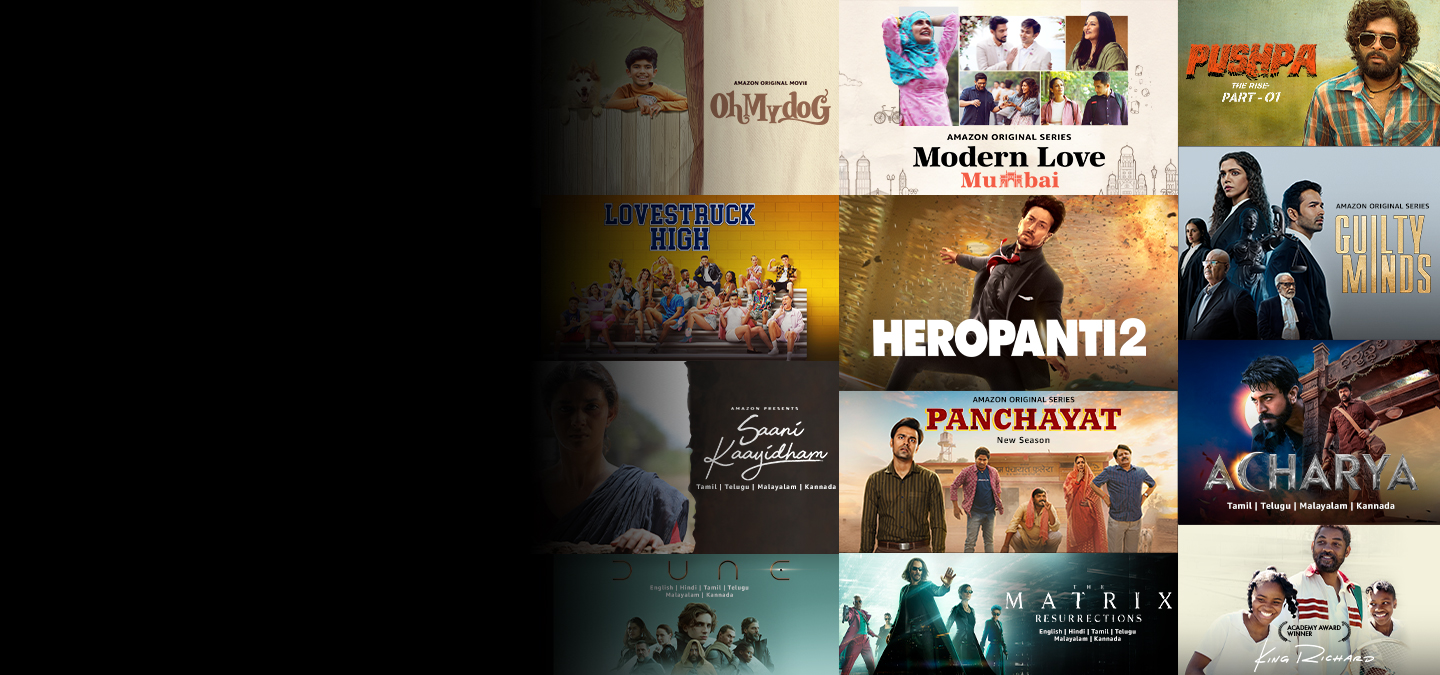 AMAZON ORIGINAL MOVIE
Oh My dog
LOVESTRUCK
HIGH
AMAZON PRESENTS
Saani
Kaayidham
Tamil | Telugu | Malayalam | Kannada
DUNE
English | Hindi | Tamil | Telugu
Malayalam | Kannada
AMAZON ORIGINAL SERIES
Modern Love
Mumbai
HEROPANTI 2
AMAZON ORIGINAL SERIES
PANCHAYAT
New Season
THE
MATRIX
RESURRECTIONS
English | Hindi | Tamil | Telugu
Malayalam | Kannada
PUSHPA
THE RISE-
PART - 01
AMAZON ORIGINAL SERIES
GUILTY
MINDS
ACHARYA
Tamil | Telugu | Malayalam | Kannada
ACADEMY AWARD
WINNER
KING RICHARD